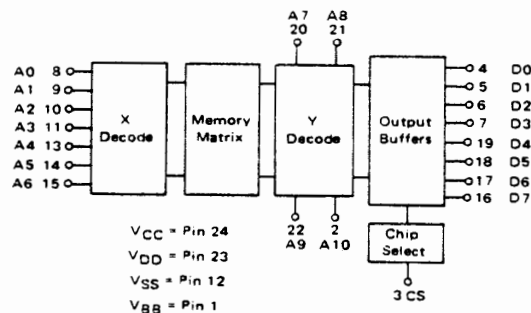 A7 A8
20 21
A0 8
A1 9
A2 10
A3 11
A4 13
A5 14
A6 15
X
Decode
Memory
Matrix
Y
Decode
Output
Buffers
4 D0
5 D1
6 D2
7 D3
19 D4
18 D5
17 D6
16 D7
22 2
A9 A10
Chip
Select
3 CS
VCC = Pin 24
VDD = Pin 23
VSS = Pin 12
VBB = Pin 1